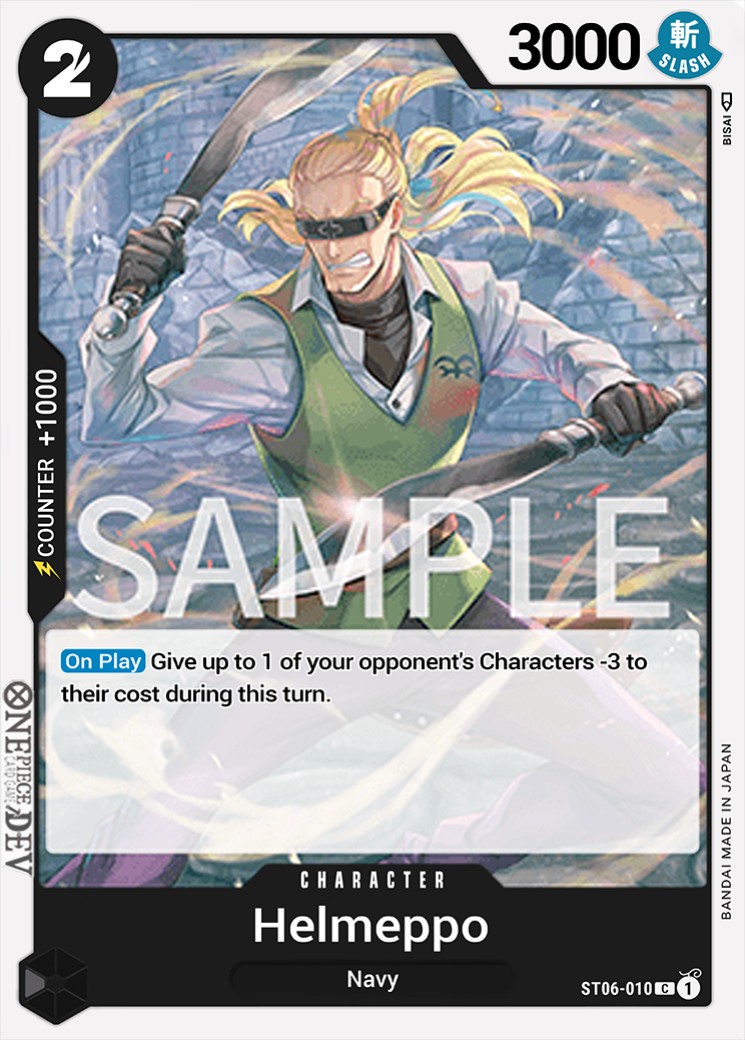 2
3000
斬
SLASH
BISAI
COUNTER +1000
SAMPLE
On Play Give up to 1 of your opponent's Characters -3 to
their cost during this turn.
ONE PIECE
CARD GAME
DEV
BANDAI MADE IN JAPAN
CHARACTER
Helmeppo
Navy
ST06-010 C 1